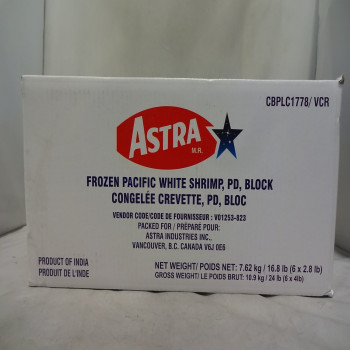 CBPLC1778/ VCR
ASTRA
M.R.
FROZEN PACIFIC WHITE SHRIMP, PD, BLOCK
CONGELÉE CREVETTE, PD, BLOC
VENDOR CODE/CODE DE FOURNISSEUR : V01253-823
PACKED FOR / PRÉPARÉ POUR:
ASTRA INDUSTRIES INC.,
VANCOUVER, B.C. CANADA V6J 0E6
PRODUCT OF INDIA
PRODUIT DE L'INDE
NET WEIGHT/ POIDS NET: 7.62 kg / 16.8 lb (6 x 2.8 lb)
GROSS WEIGHT/ LE POIDS BRUT: 10.9 kg / 24 lb (6 x 4lb)